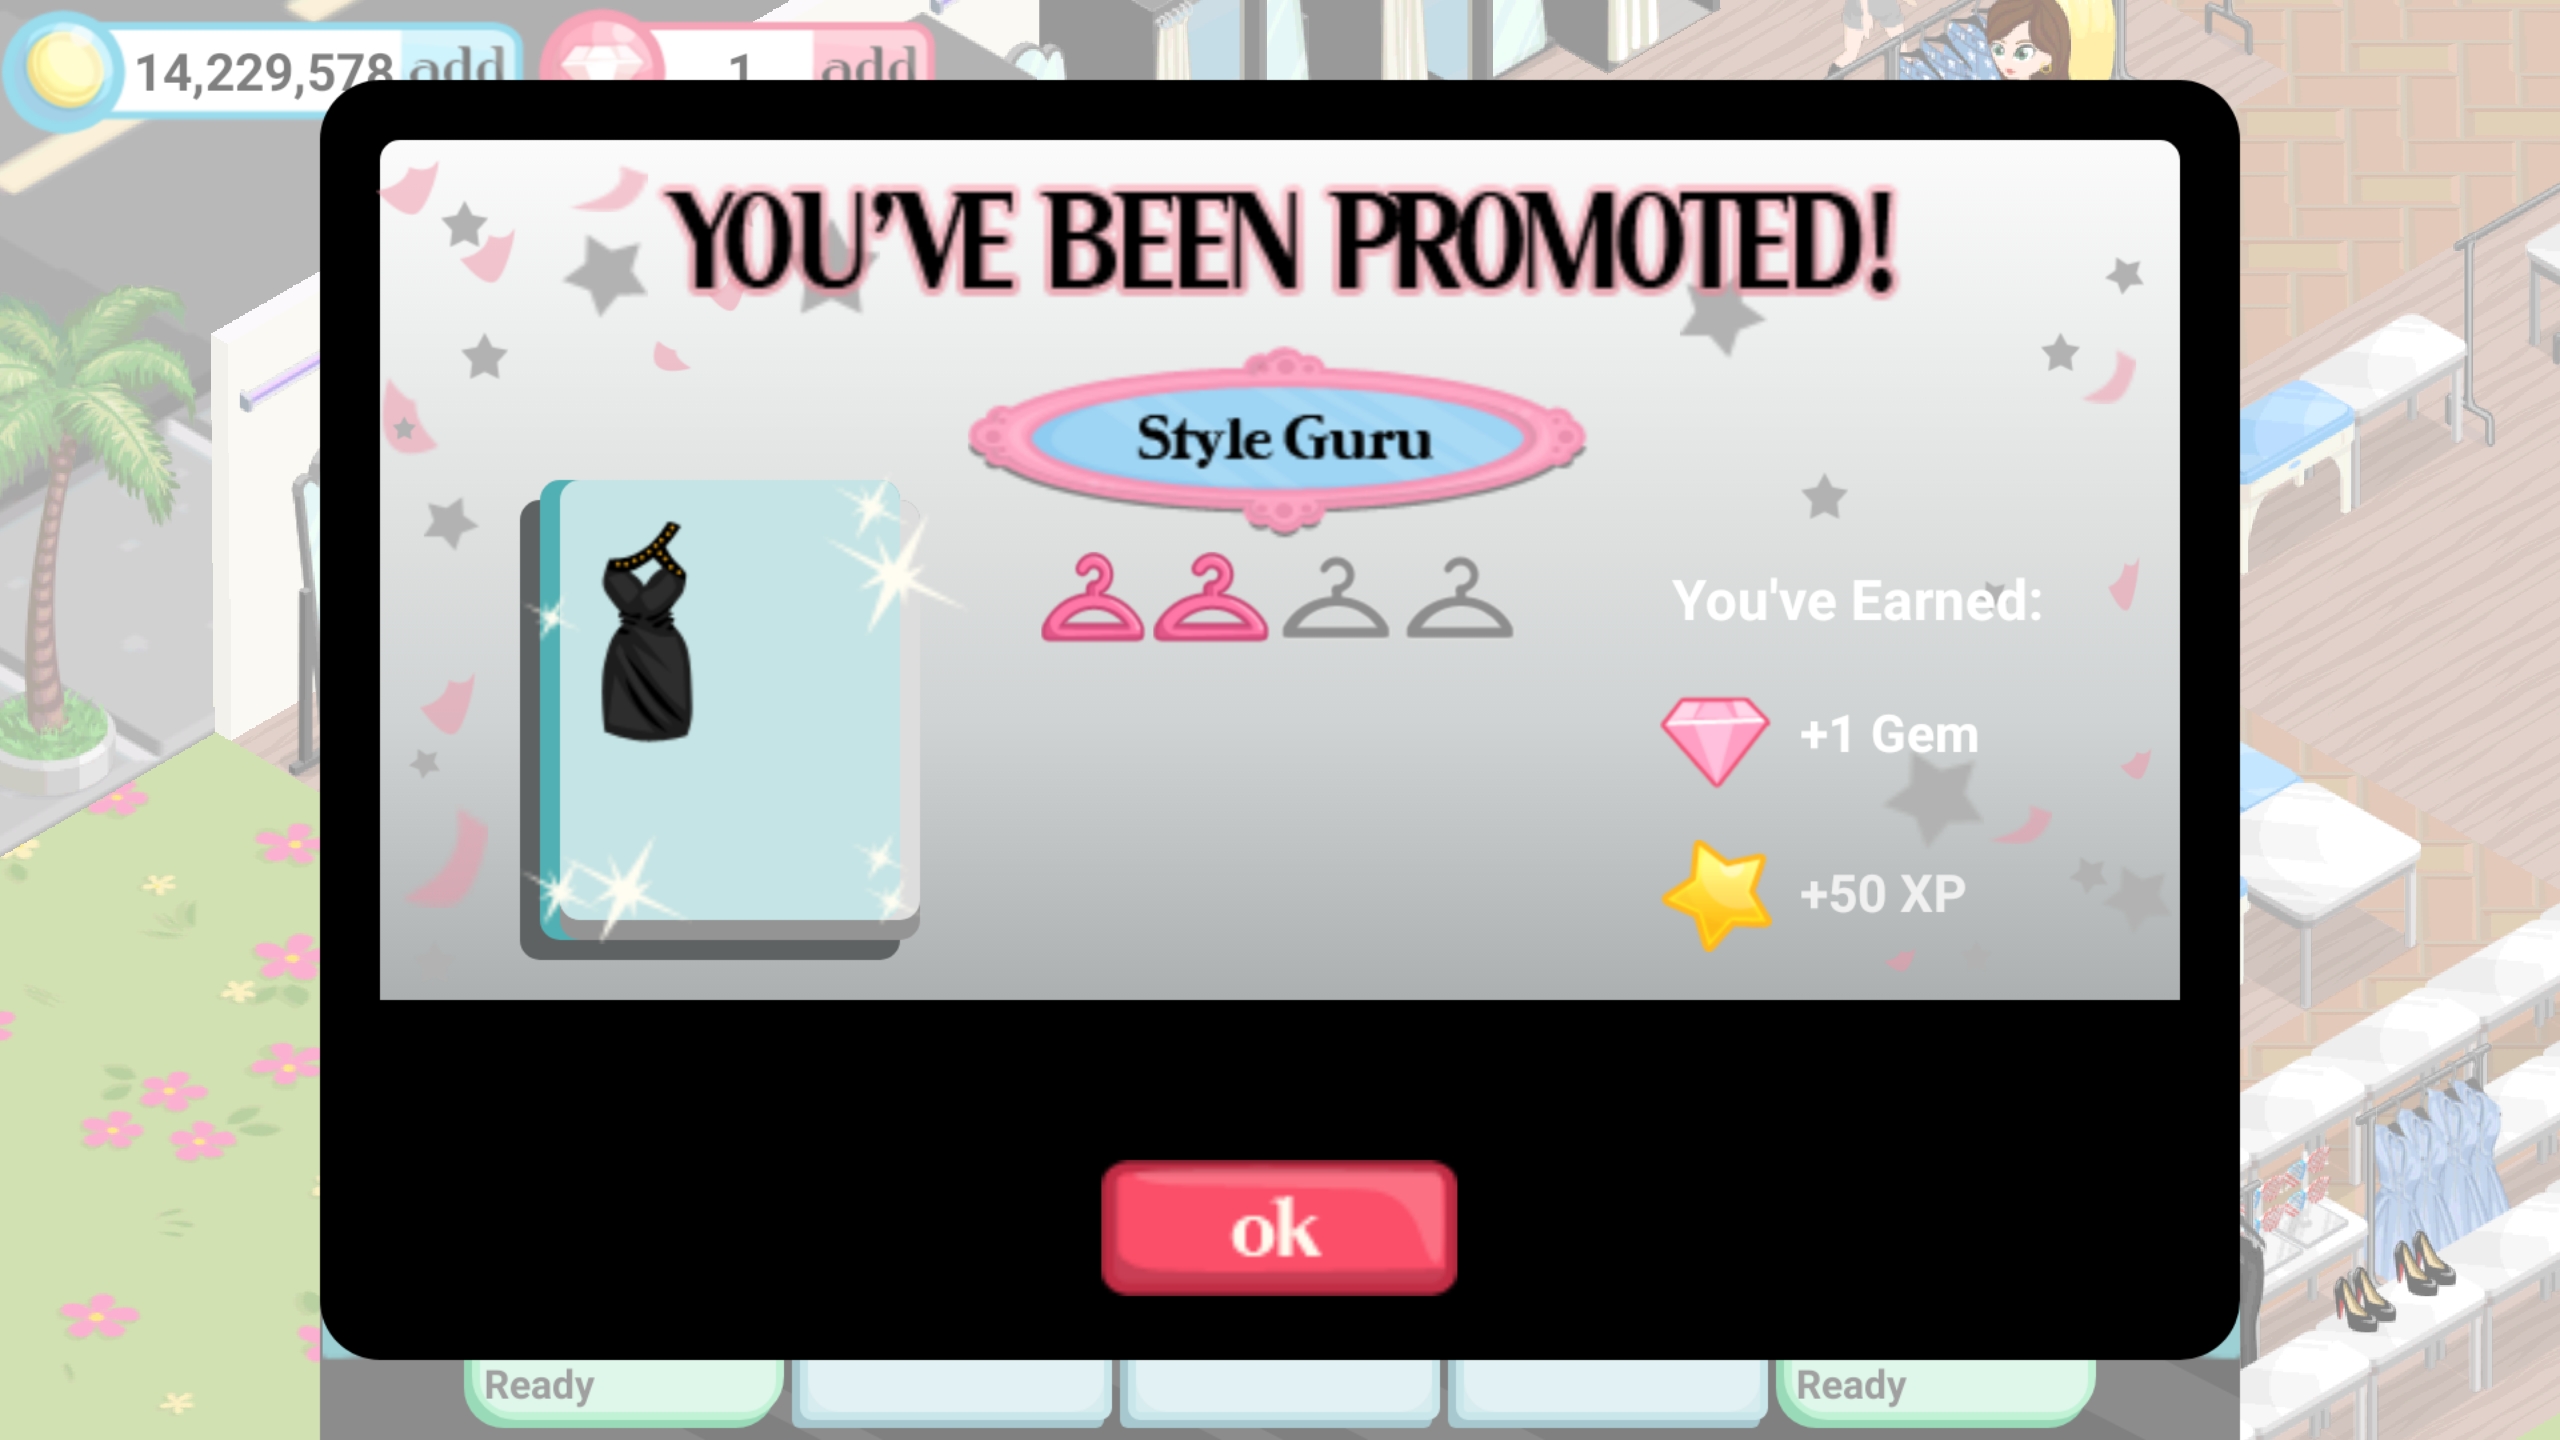 14,229,578 add
1 add
YOU'VE BEEN PROMOTED!
Style Guru
You've Earned:
+1 Gem
+50 XP
ok
Ready
Ready